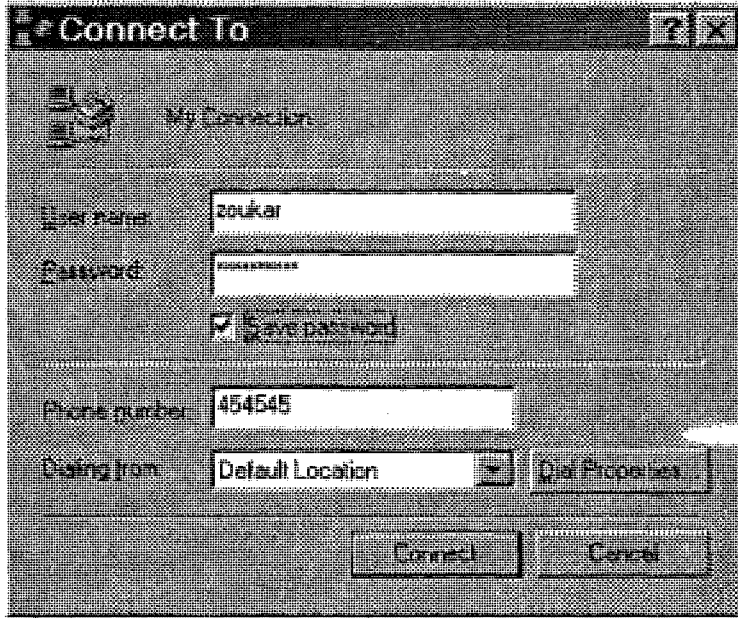 Connect To
My Connection
User name: zoukar
Password: **********
Save password
Phone number: 454545
Dialing from: Default Location Dial Properties...
Connect Cancel